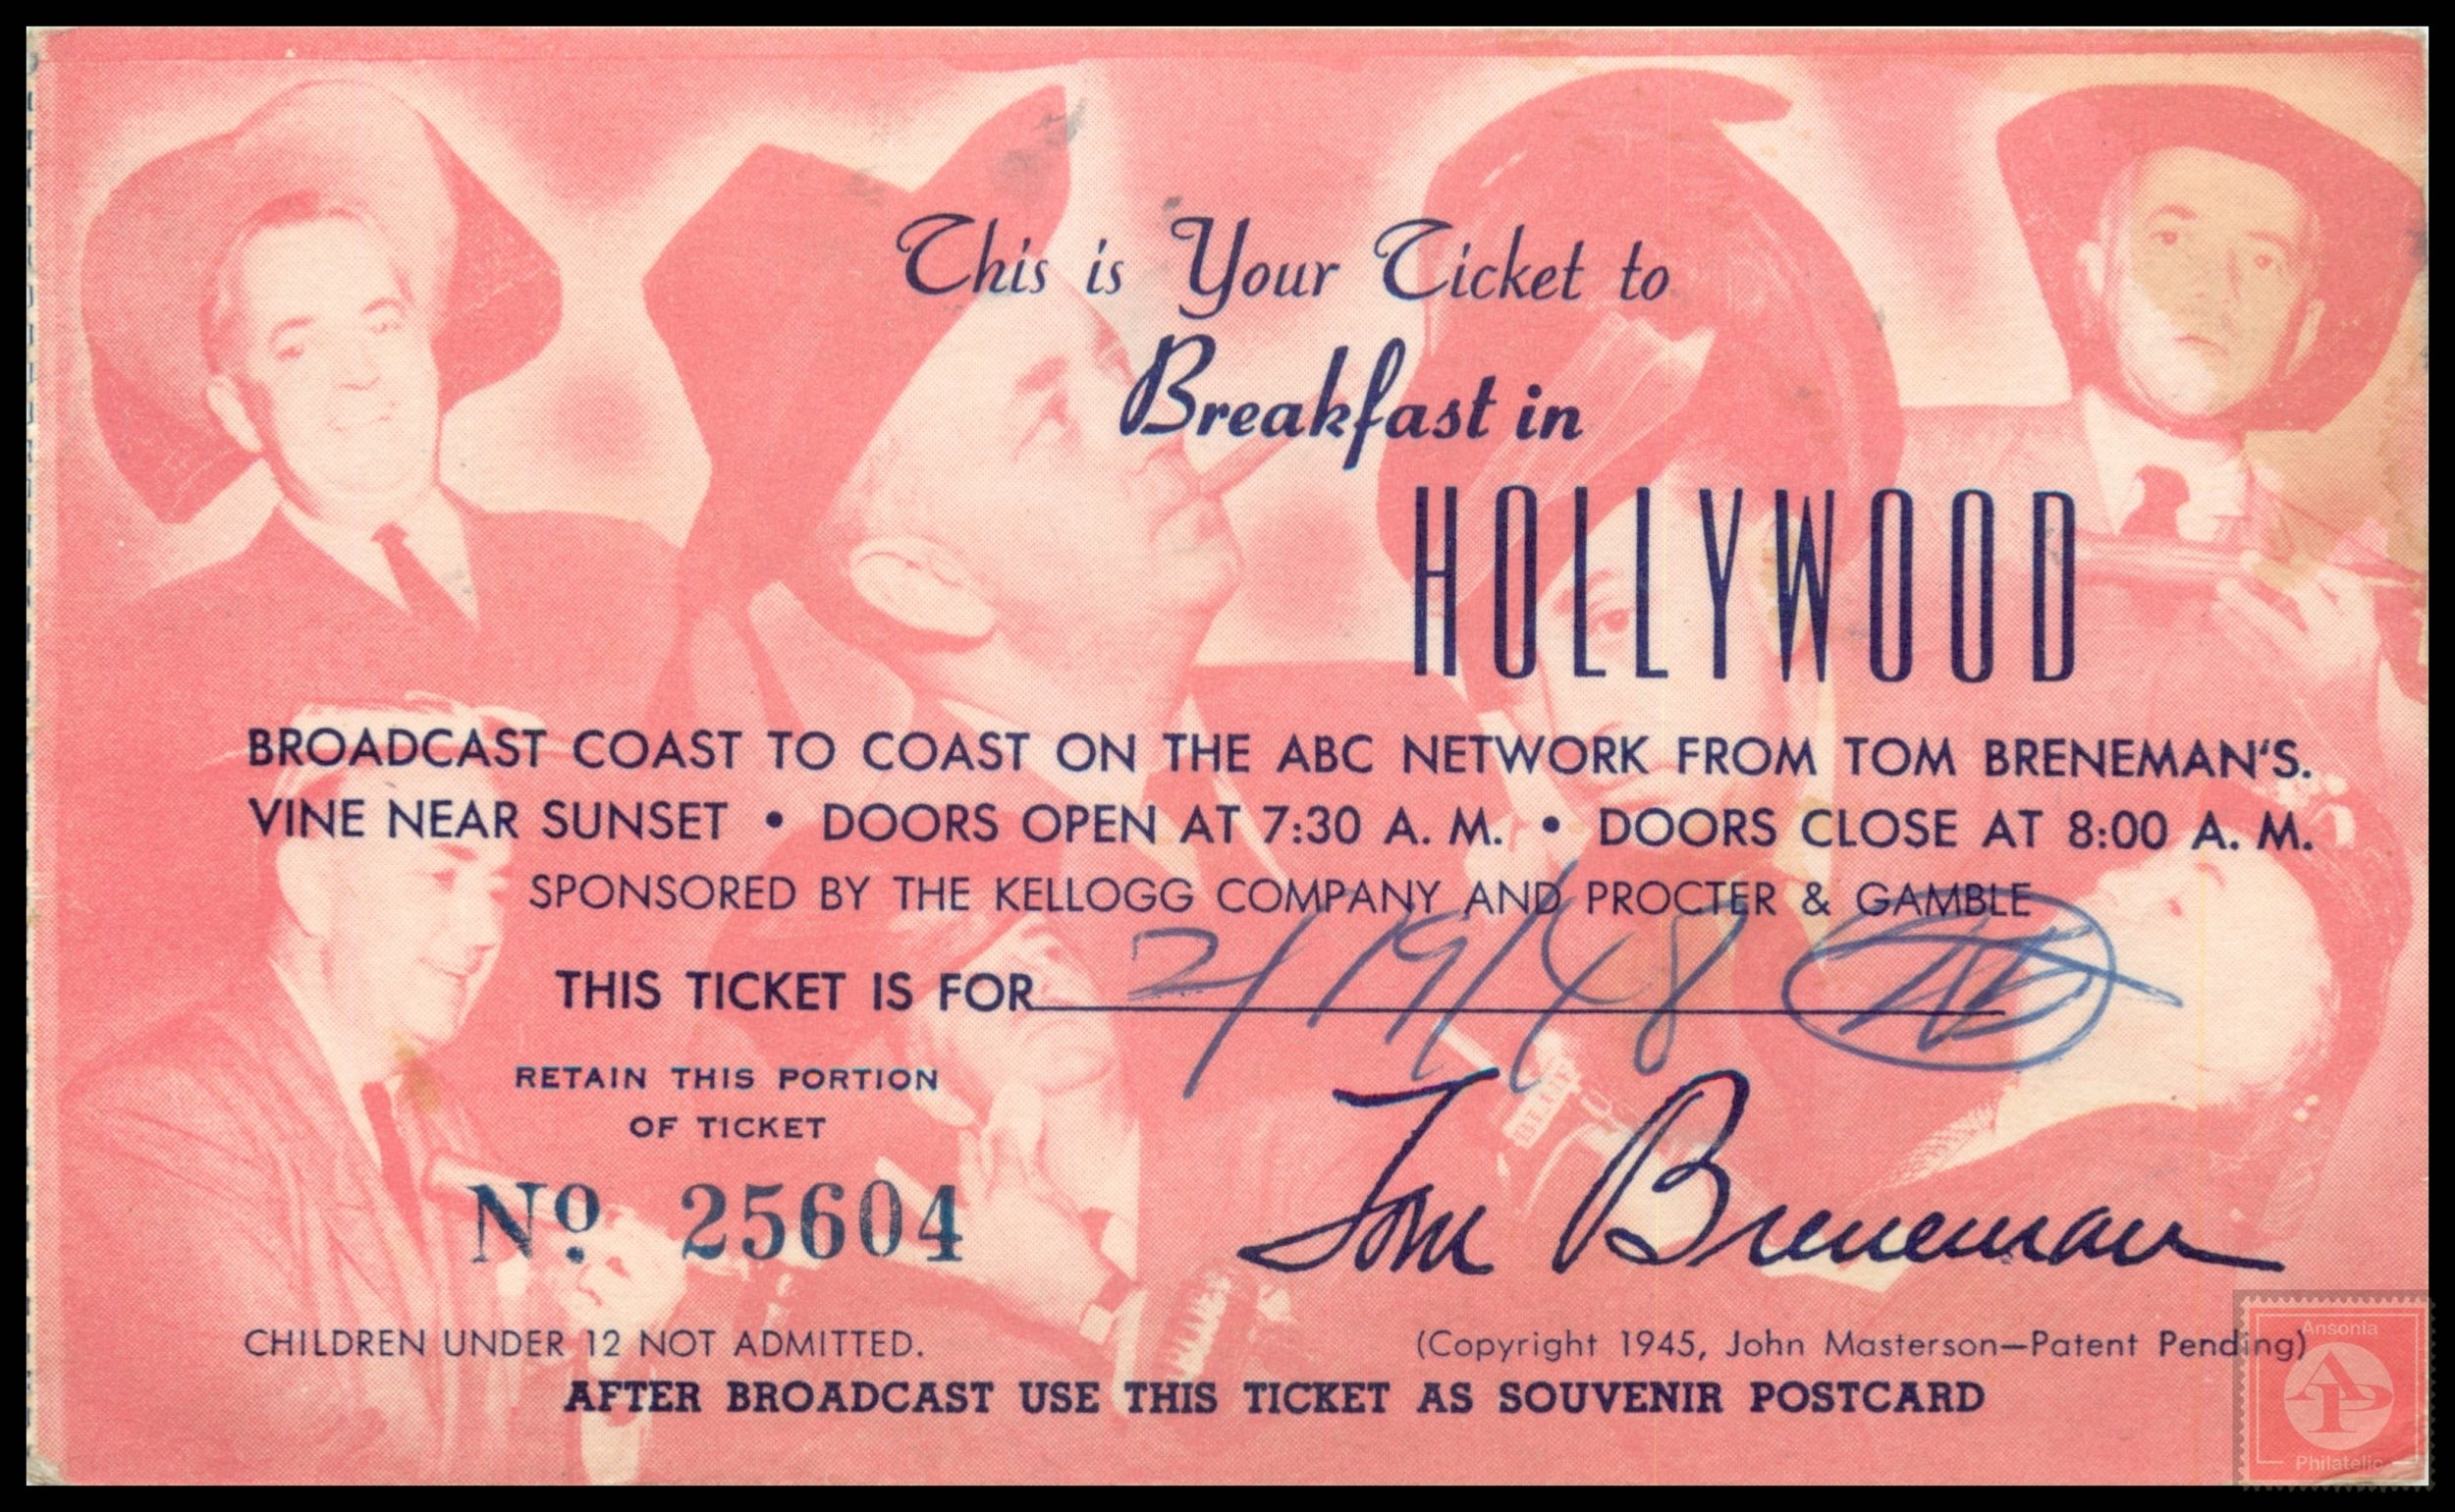 This is Your Ticket to
Breakfast in
HOLLYWOOD
BROADCAST COAST TO COAST ON THE ABC NETWORK FROM TOM BRENEMAN'S.
VINE NEAR SUNSET • DOORS OPEN AT 7:30 A. M. • DOORS CLOSE AT 8:00 A. M.
SPONSORED BY THE KELLOGG COMPANY AND PROCTER & GAMBLE
THIS TICKET IS FOR 2/19/48
RETAIN THIS PORTION
OF TICKET
Nº 25604
Tom Breneman
CHILDREN UNDER 12 NOT ADMITTED.
(Copyright 1945, John Masterson—Patent Pending)
AFTER BROADCAST USE THIS TICKET AS SOUVENIR POSTCARD
Ansonia
AP
Philatelic